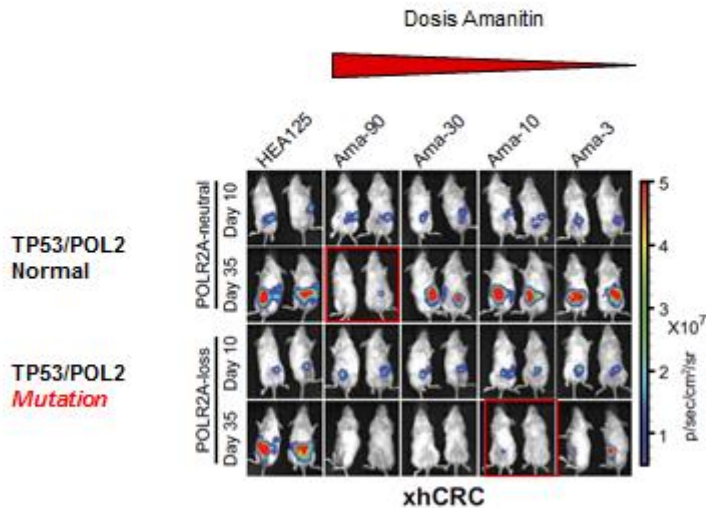 Dosis Amanitin
HEA125
Ama-90
Ama-30
Ama-10
Ama-3
TP53/POL2
Normal
POLR2A-neutral
Day 10
Day 35
TP53/POL2
Mutation
POLR2A-loss
Day 10
Day 35
5
4
3
X10⁷
2
1
p/sec/cm²/sr
xhCRC